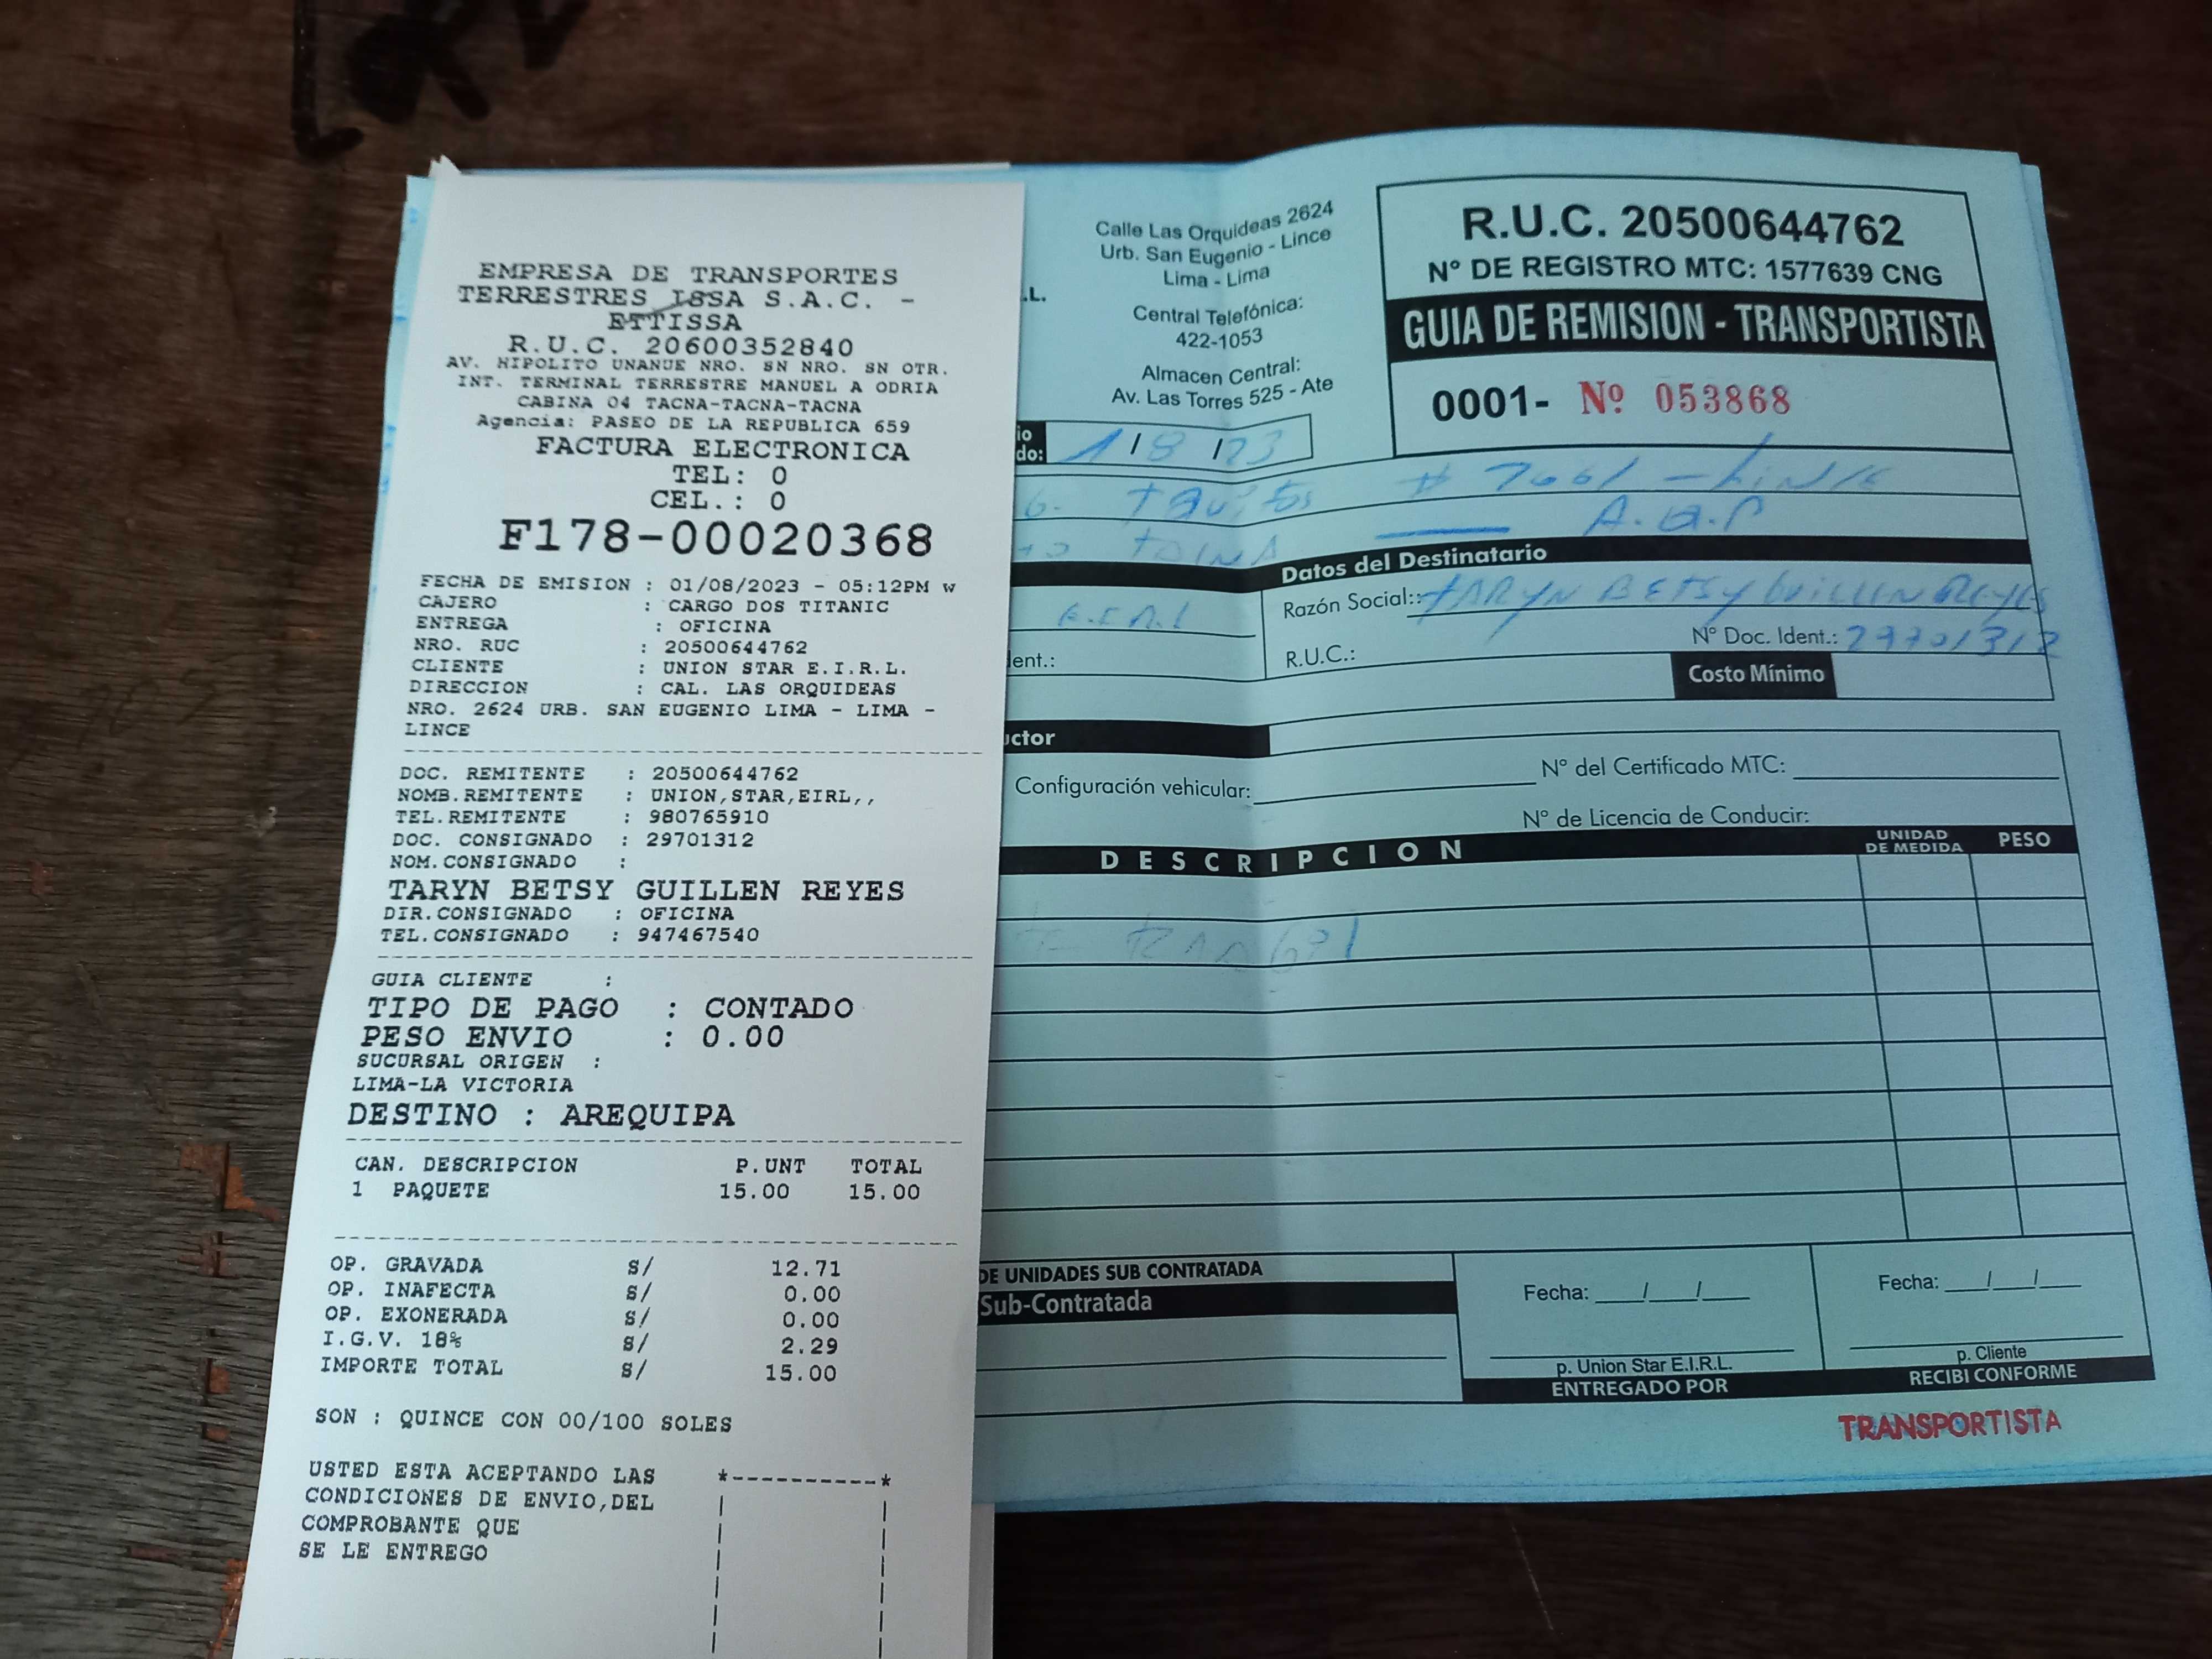 EMPRESA DE TRANSPORTES
TERRESTRES ISSA S.A.C. -
ETTISSA
R.U.C. 20600352840
AV. HIPOLITO UNANUE NRO. SN NRO. SN OTR.
INT. TERMINAL TERRESTRE MANUEL A ODRIA
CABINA 04 TACNA-TACNA-TACNA
Agencia: PASEO DE LA REPUBLICA 659
FACTURA ELECTRONICA
TEL: 0
CEL.: 0
F178-00020368
FECHA DE EMISION : 01/08/2023 - 05:12PM w
CAJERO : CARGO DOS TITANIC
ENTREGA : OFICINA
NRO. RUC : 20500644762
CLIENTE : UNION STAR E.I.R.L.
DIRECCION : CAL. LAS ORQUIDEAS
NRO. 2624 URB. SAN EUGENIO LIMA - LIMA -
LINCE
DOC. REMITENTE : 20500644762
NOMB.REMITENTE : UNION,STAR,EIRL,,
TEL.REMITENTE : 980765910
DOC. CONSIGNADO : 29701312
NOM.CONSIGNADO :
TARYN BETSY GUILLEN REYES
DIR.CONSIGNADO : OFICINA
TEL.CONSIGNADO : 947467540
GUIA CLIENTE :
TIPO DE PAGO : CONTADO
PESO ENVIO : 0.00
SUCURSAL ORIGEN :
LIMA-LA VICTORIA
DESTINO : AREQUIPA
CAN. DESCRIPCION P.UNT TOTAL
1 PAQUETE 15.00 15.00
OP. GRAVADA S/ 12.71
OP. INAFECTA S/ 0.00
OP. EXONERADA S/ 0.00
I.G.V. 18% S/ 2.29
IMPORTE TOTAL S/ 15.00
SON : QUINCE CON 00/100 SOLES
USTED ESTA ACEPTANDO LAS
CONDICIONES DE ENVIO,DEL
COMPROBANTE QUE
SE LE ENTREGO
.L.
Calle Las Orquideas 2624
Urb. San Eugenio - Lince
Lima - Lima
Central Telefónica:
422-1053
Almacen Central:
Av. Las Torres 525 - Ate
R.U.C. 20500644762
N° DE REGISTRO MTC: 1577639 CNG
GUIA DE REMISION - TRANSPORTISTA
0001- Nº 053868
io
do: 1/8/23
A.Q.P
Datos del Destinatario
E.I.R.L
Razón Social: TARYN BETSY GUILLEN REYES
ent.:
R.U.C.: N° Doc. Ident.: 29701312
Costo Mínimo
uctor
Configuración vehicular: N° del Certificado MTC:
N° de Licencia de Conducir:
DESCRIPCION UNIDAD DE MEDIDA PESO
DE UNIDADES SUB CONTRATADA
Sub-Contratada
Fecha: / /
p. Union Star E.I.R.L.
ENTREGADO POR
Fecha: / /
p. Cliente
RECIBI CONFORME
TRANSPORTISTA